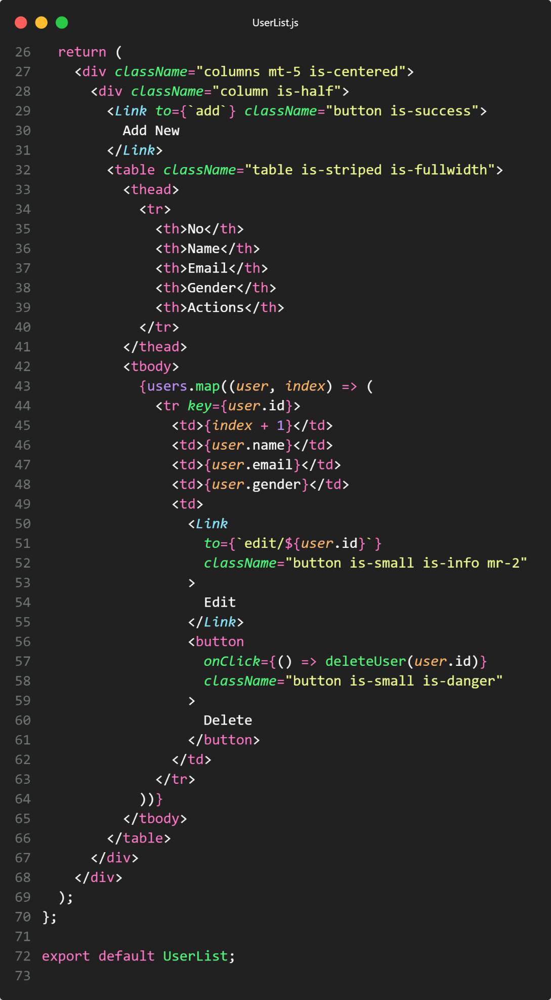 UserList.js
26   return (
27     <div className="columns mt-5 is-centered">
28       <div className="column is-half">
29         <Link to={`add`} className="button is-success">
30           Add New
31         </Link>
32         <table className="table is-striped is-fullwidth">
33           <thead>
34             <tr>
35               <th>No</th>
36               <th>Name</th>
37               <th>Email</th>
38               <th>Gender</th>
39               <th>Actions</th>
40             </tr>
41           </thead>
42           <tbody>
43             {users.map((user, index) => (
44               <tr key={user.id}>
45                 <td>{index + 1}</td>
46                 <td>{user.name}</td>
47                 <td>{user.email}</td>
48                 <td>{user.gender}</td>
49                 <td>
50                   <Link
51                     to={`edit/${user.id}`}
52                     className="button is-small is-info mr-2"
53                   >
54                     Edit
55                   </Link>
56                   <button
57                     onClick={() => deleteUser(user.id)}
58                     className="button is-small is-danger"
59                   >
60                     Delete
61                   </button>
62                 </td>
63               </tr>
64             ))}
65           </tbody>
66         </table>
67       </div>
68     </div>
69   );
70 };
71
72 export default UserList;
73